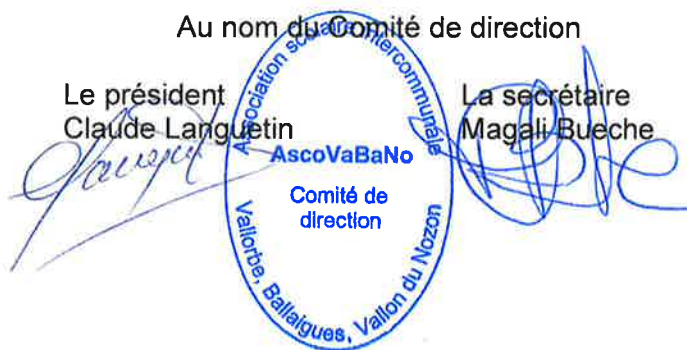 Au nom du Comité de direction
Le président
Claude Languetin
La secrétaire
Magali Bueche
Association scolaire intercommunale
AscoVaBaNo
Comité de
direction
Vallorbe, Ballaigues, Vallon du Nozon